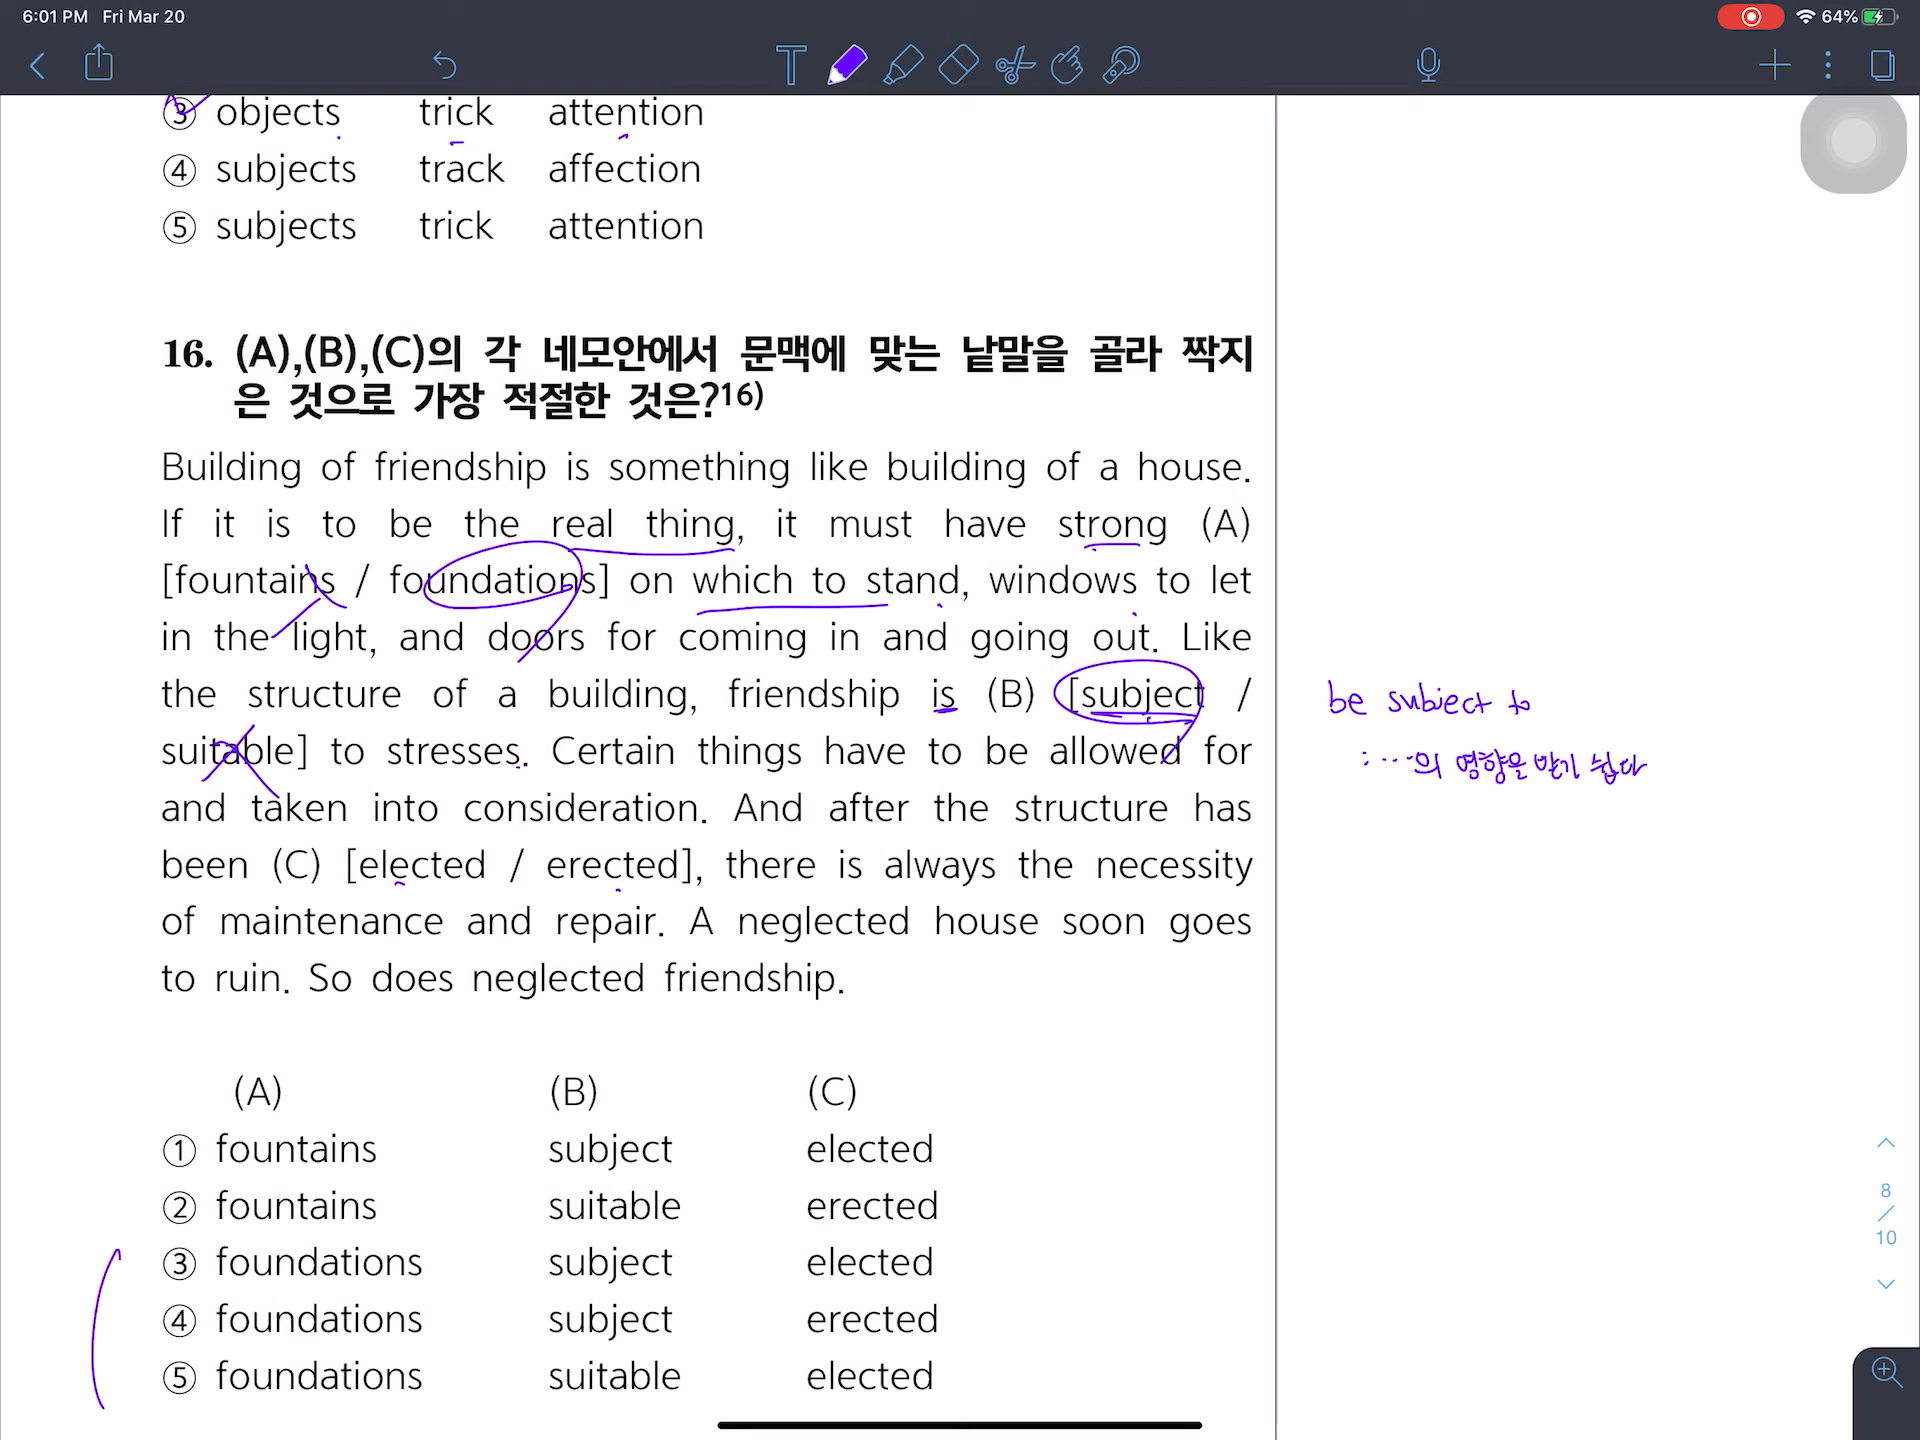 6:01 PM Fri Mar 20
64%
③ objects trick attention
④ subjects track affection
⑤ subjects trick attention
16. (A),(B),(C)의 각 네모안에서 문맥에 맞는 낱말을 골라 짝지
은 것으로 가장 적절한 것은?16)
Building of friendship is something like building of a house.
If it is to be the real thing, it must have strong (A)
[fountains / foundations] on which to stand, windows to let
in the light, and doors for coming in and going out. Like
the structure of a building, friendship is (B) [subject /
suitable] to stresses. Certain things have to be allowed for
and taken into consideration. And after the structure has
been (C) [elected / erected], there is always the necessity
of maintenance and repair. A neglected house soon goes
to ruin. So does neglected friendship.
be subject to
: ...의 영향을 받기 쉽다
(A) (B) (C)
① fountains subject elected
② fountains suitable erected
③ foundations subject elected
④ foundations subject erected
⑤ foundations suitable elected
8
/
10